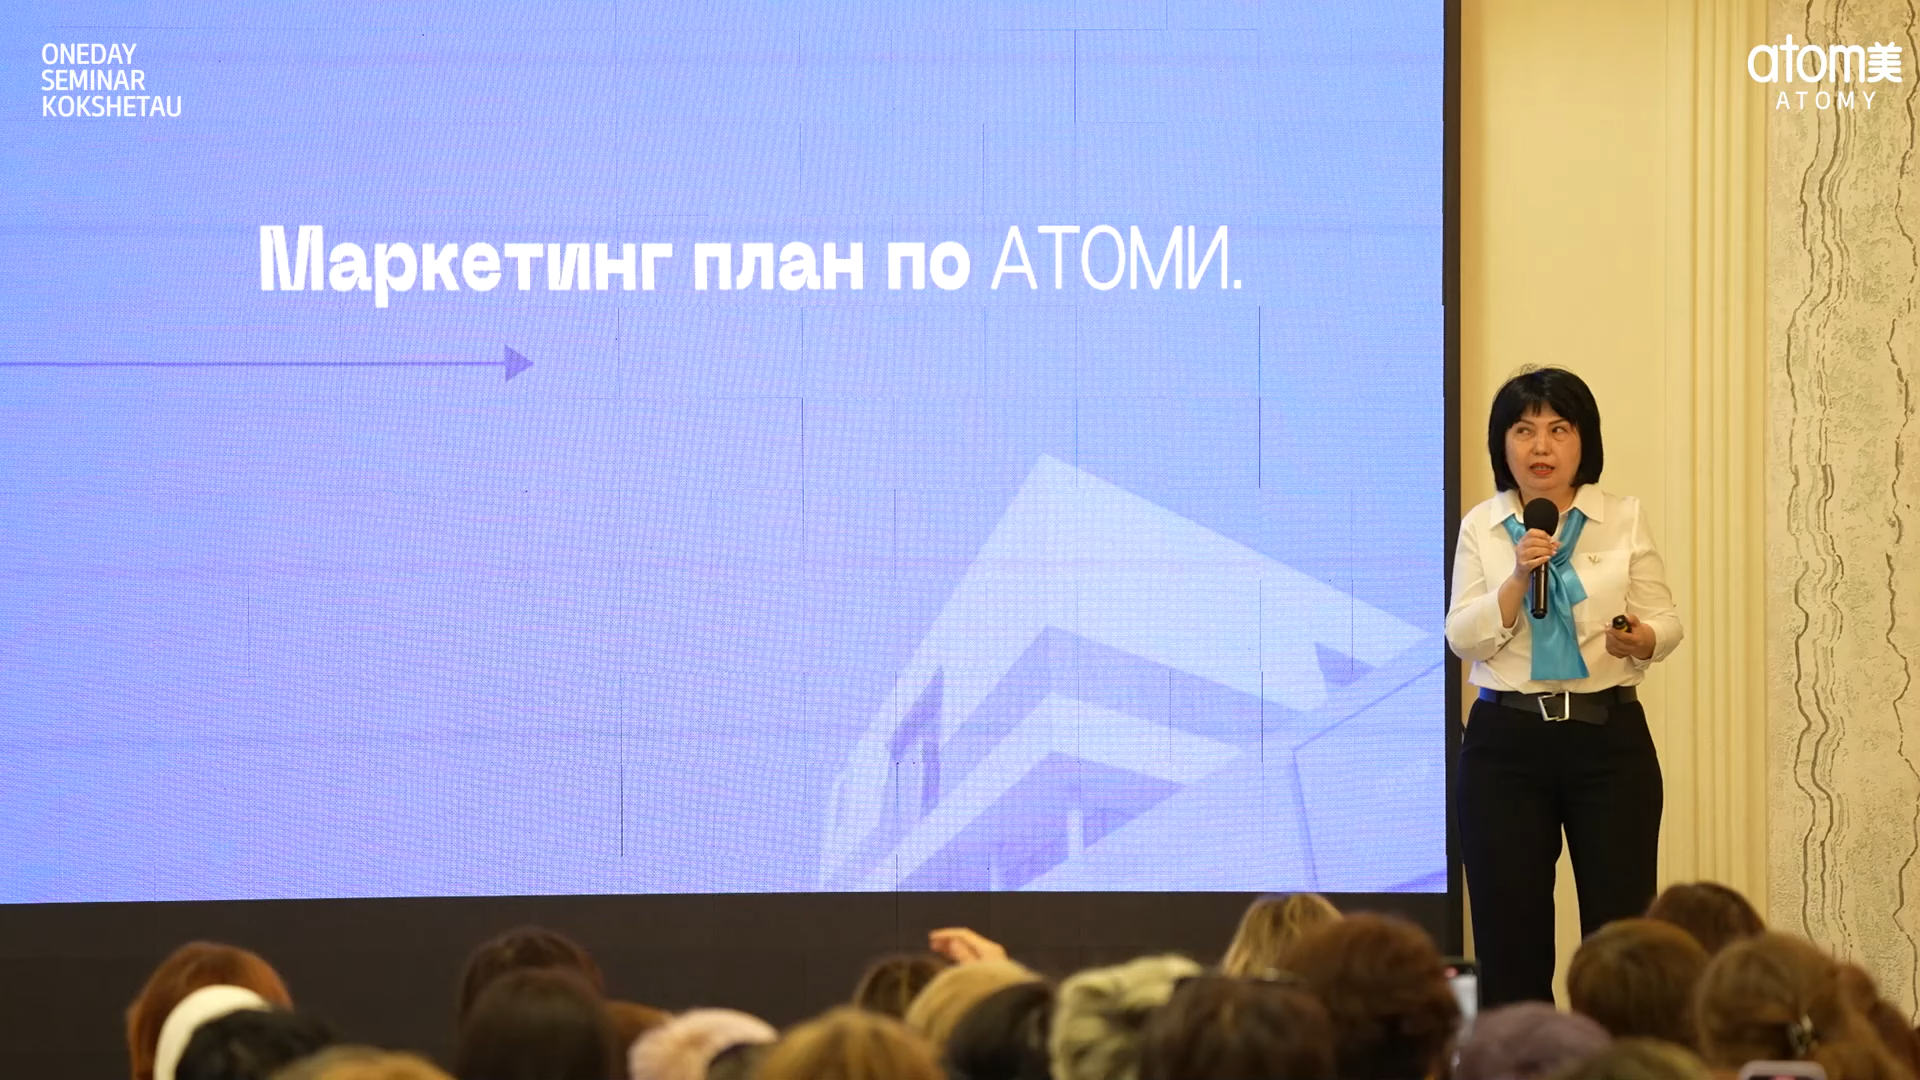 ONEDAY
SEMINAR
KOKSHETAU
atom美
ATOMY
Маркетинг план по АТОМИ.